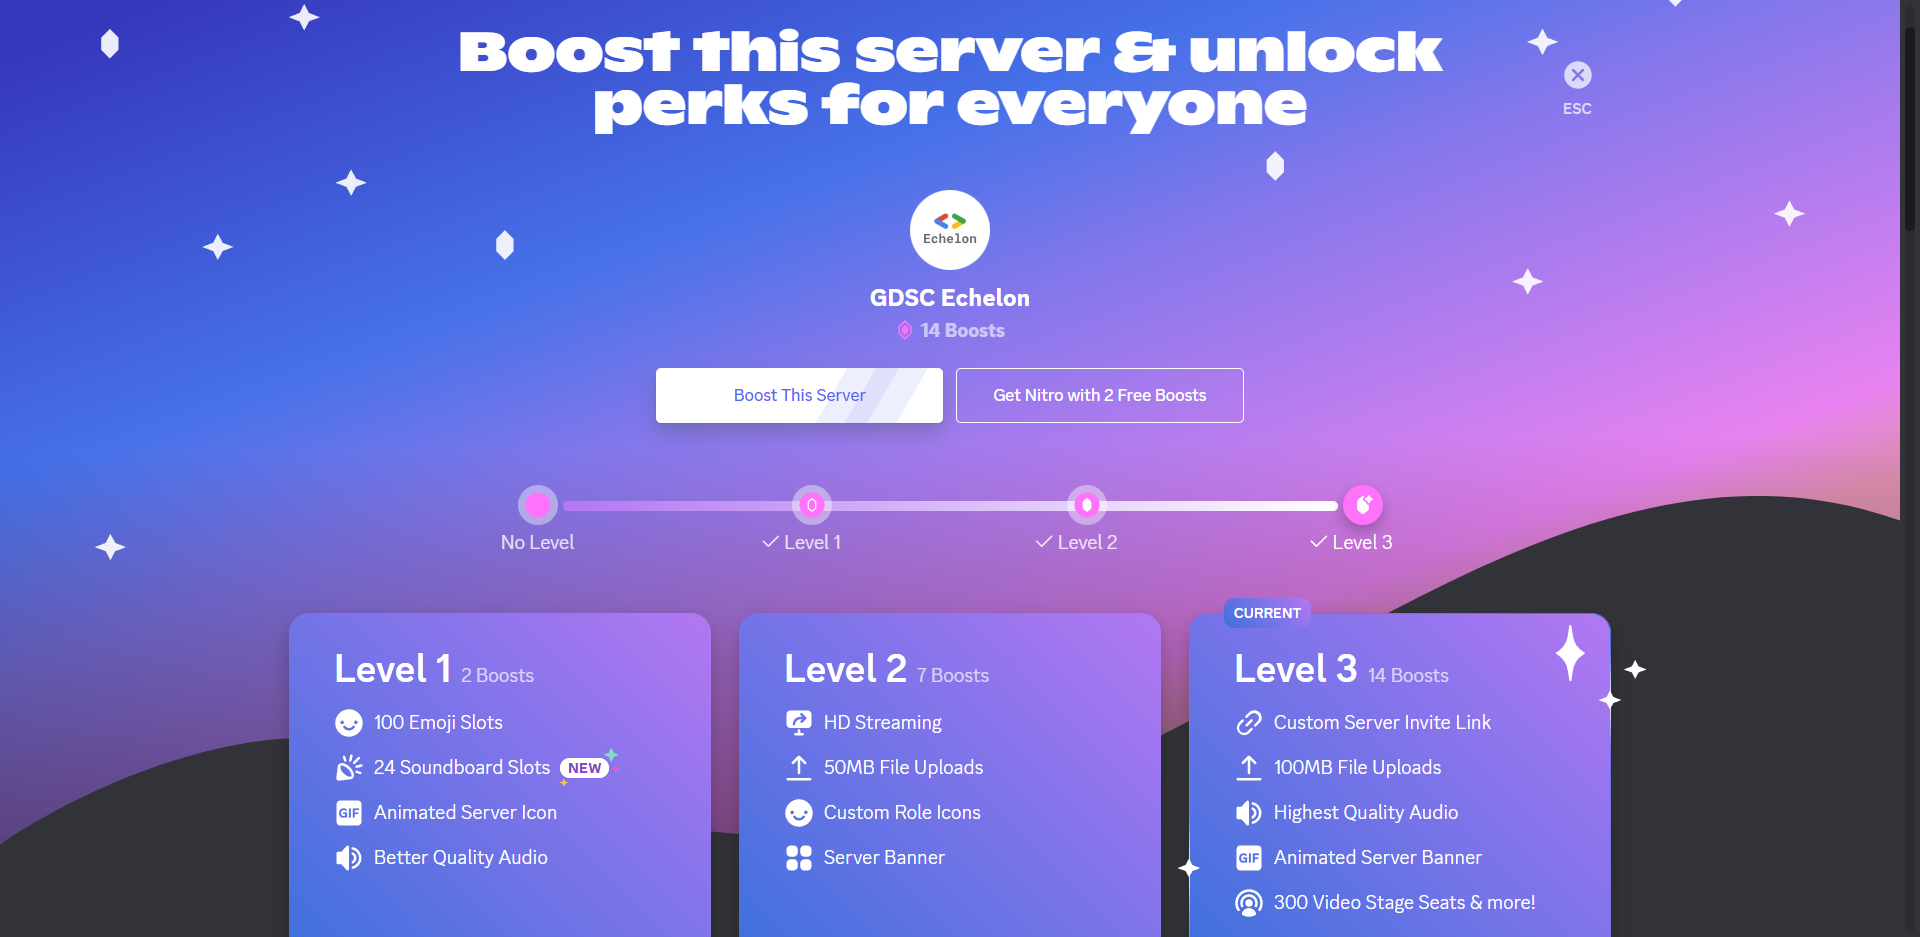 Boost this server & unlock
perks for everyone
ESC
Echelon
GDSC Echelon
14 Boosts
Boost This Server
Get Nitro with 2 Free Boosts
No Level
Level 1
Level 2
Level 3
Level 1 2 Boosts
100 Emoji Slots
24 Soundboard Slots NEW
GIF Animated Server Icon
Better Quality Audio
Level 2 7 Boosts
HD Streaming
50MB File Uploads
Custom Role Icons
Server Banner
CURRENT
Level 3 14 Boosts
Custom Server Invite Link
100MB File Uploads
Highest Quality Audio
GIF Animated Server Banner
300 Video Stage Seats & more!